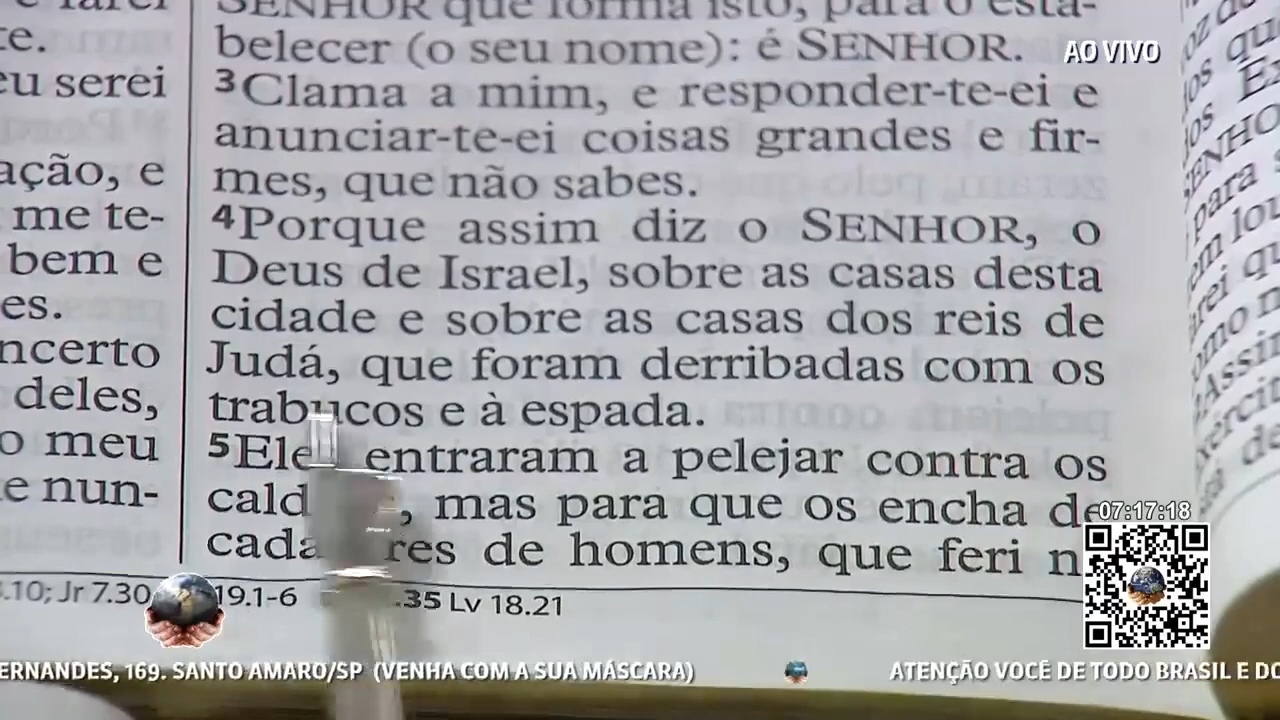 te.
eu serei
ação, e
me te-
bem e
es.
ncerto
deles,
o meu
e nun-
SENHOR que forma isto, para o esta-
belecer (o seu nome): é SENHOR.
3Clama a mim, e responder-te-ei e
anunciar-te-ei coisas grandes e fir-
mes, que não sabes.
4Porque assim diz o SENHOR, o
Deus de Israel, sobre as casas desta
cidade e sobre as casas dos reis de
Judá, que foram derribadas com os
trabucos e à espada.
5Ele entraram a pelejar contra os
cald , mas para que os encha de
cada res de homens, que feri n
.10; Jr 7.30 19.1-6 .35 Lv 18.21
AO VIVO
07:17:18
ERNANDES, 169. SANTO AMARO/SP (VENHA COM A SUA MÁSCARA) ATENÇÃO VOCÊ DE TODO BRASIL E DO